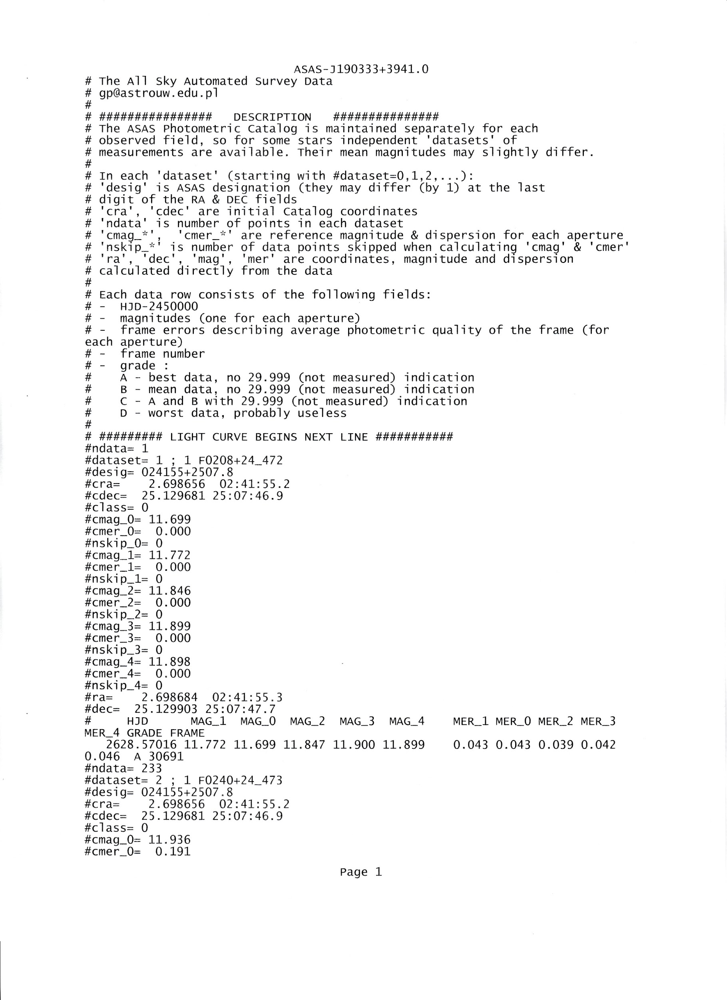 ASAS-J190333+3941.0
# The All Sky Automated Survey Data
# gp@astrouw.edu.pl
#
# ################   DESCRIPTION   ###############
# The ASAS Photometric Catalog is maintained separately for each
# observed field, so for some stars independent 'datasets' of
# measurements are available. Their mean magnitudes may slightly differ.
#
# In each 'dataset' (starting with #dataset=0,1,2,...):
# 'desig' is ASAS designation (they may differ (by 1) at the last
# digit of the RA & DEC fields
# 'cra', 'cdec' are initial Catalog coordinates
# 'ndata' is number of points in each dataset
# 'cmag_*',  'cmer_*' are reference magnitude & dispersion for each aperture
# 'nskip_*' is number of data points skipped when calculating 'cmag' & 'cmer'
# 'ra', 'dec', 'mag', 'mer' are coordinates, magnitude and dispersion
# calculated directly from the data
#
# Each data row consists of the following fields:
# -  HJD-2450000
# -  magnitudes (one for each aperture)
# -  frame errors describing average photometric quality of the frame (for
each aperture)
# -  frame number
# -  grade :
#    A - best data, no 29.999 (not measured) indication
#    B - mean data, no 29.999 (not measured) indication
#    C - A and B with 29.999 (not measured) indication
#    D - worst data, probably useless
#
# ######### LIGHT CURVE BEGINS NEXT LINE ###########
#ndata= 1
#dataset= 1 ; 1 F0208+24_472
#desig= 024155+2507.8
#cra=    2.698656  02:41:55.2
#cdec=  25.129681 25:07:46.9
#class= 0
#cmag_0= 11.699
#cmer_0=  0.000
#nskip_0= 0
#cmag_1= 11.772
#cmer_1=  0.000
#nskip_1= 0
#cmag_2= 11.846
#cmer_2=  0.000
#nskip_2= 0
#cmag_3= 11.899
#cmer_3=  0.000
#nskip_3= 0
#cmag_4= 11.898
#cmer_4=  0.000
#nskip_4= 0
#ra=    2.698684  02:41:55.3
#dec=  25.129903 25:07:47.7
#     HJD      MAG_1  MAG_0  MAG_2  MAG_3  MAG_4    MER_1 MER_0 MER_2 MER_3
MER_4 GRADE FRAME
   2628.57016 11.772 11.699 11.847 11.900 11.899    0.043 0.043 0.039 0.042
0.046  A 30691
#ndata= 233
#dataset= 2 ; 1 F0240+24_473
#desig= 024155+2507.8
#cra=    2.698656  02:41:55.2
#cdec=  25.129681 25:07:46.9
#class= 0
#cmag_0= 11.936
#cmer_0=  0.191
Page 1